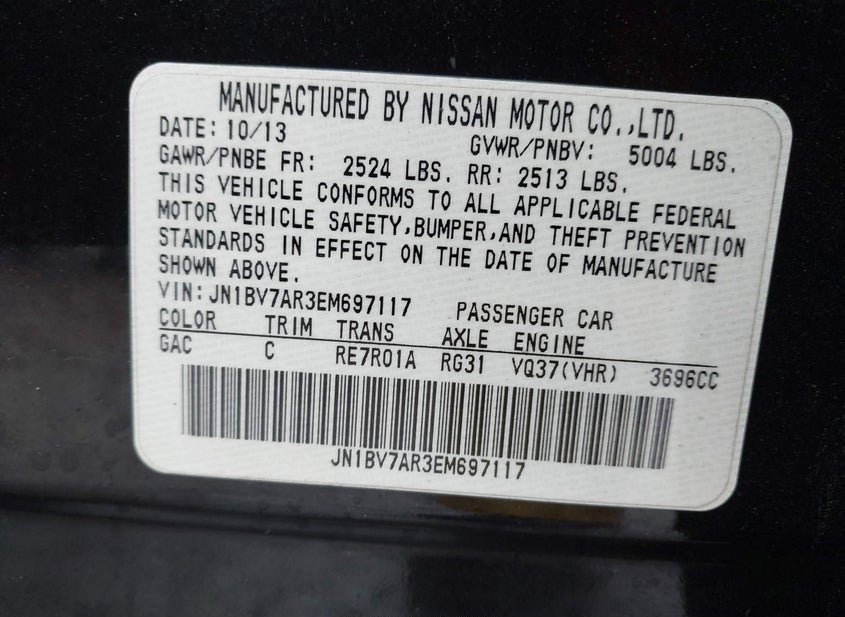 MANUFACTURED BY NISSAN MOTOR CO.,LTD.
DATE: 10/13 GVWR/PNBV: 5004 LBS.
GAWR/PNBE FR: 2524 LBS. RR: 2513 LBS.
THIS VEHICLE CONFORMS TO ALL APPLICABLE FEDERAL
MOTOR VEHICLE SAFETY,BUMPER,AND THEFT PREVENTION
STANDARDS IN EFFECT ON THE DATE OF MANUFACTURE
SHOWN ABOVE.
VIN:JN1BV7AR3EM697117 PASSENGER CAR
COLOR TRIM TRANS AXLE ENGINE
GAC C RE7R01A RG31 VQ37(VHR) 3696CC
JN1BV7AR3EM697117